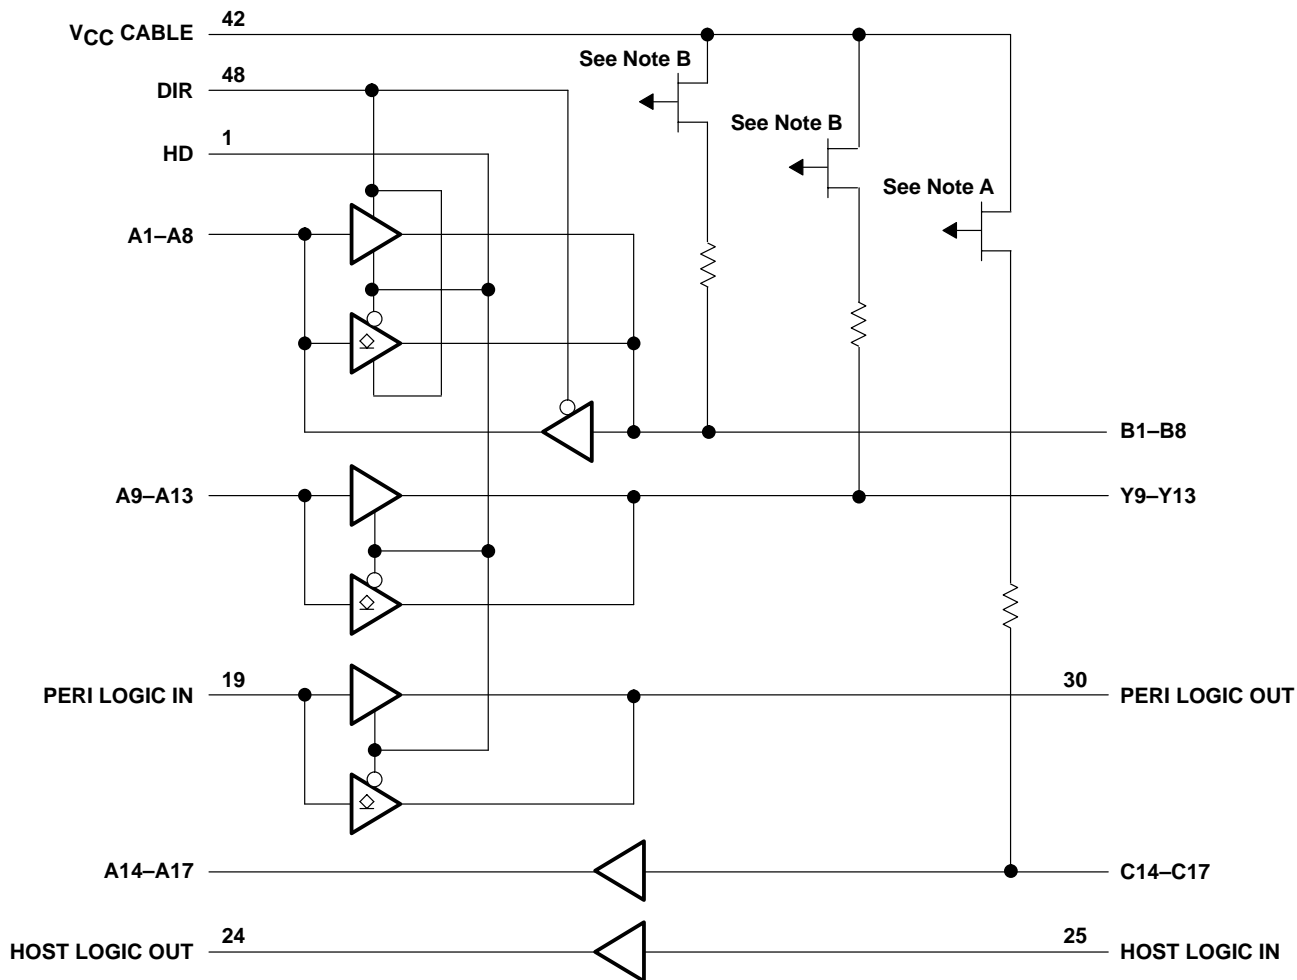 VCC CABLE 42
See Note B
DIR 48
See Note B
HD 1
See Note A
A1–A8
B1–B8
A9–A13
Y9–Y13
PERI LOGIC IN 19
30 PERI LOGIC OUT
A14–A17
C14–C17
HOST LOGIC OUT 24
25 HOST LOGIC IN